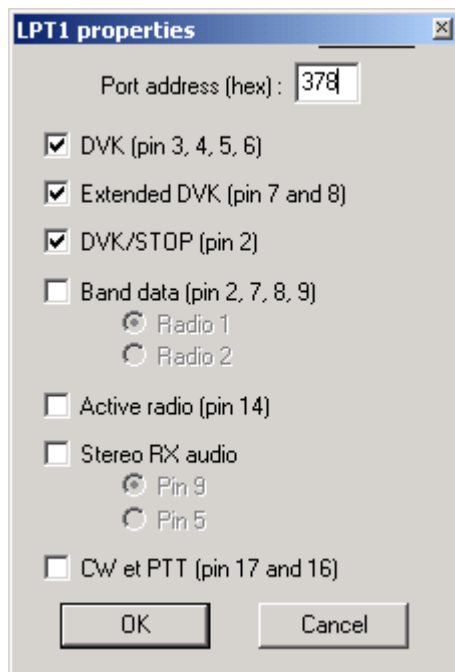 LPT1 properties
Port address (hex) : 378
DVK (pin 3, 4, 5, 6)
Extended DVK (pin 7 and 8)
DVK/STOP (pin 2)
Band data (pin 2, 7, 8, 9)
Radio 1
Radio 2
Active radio (pin 14)
Stereo RX audio
Pin 9
Pin 5
CW et PTT (pin 17 and 16)
OK Cancel